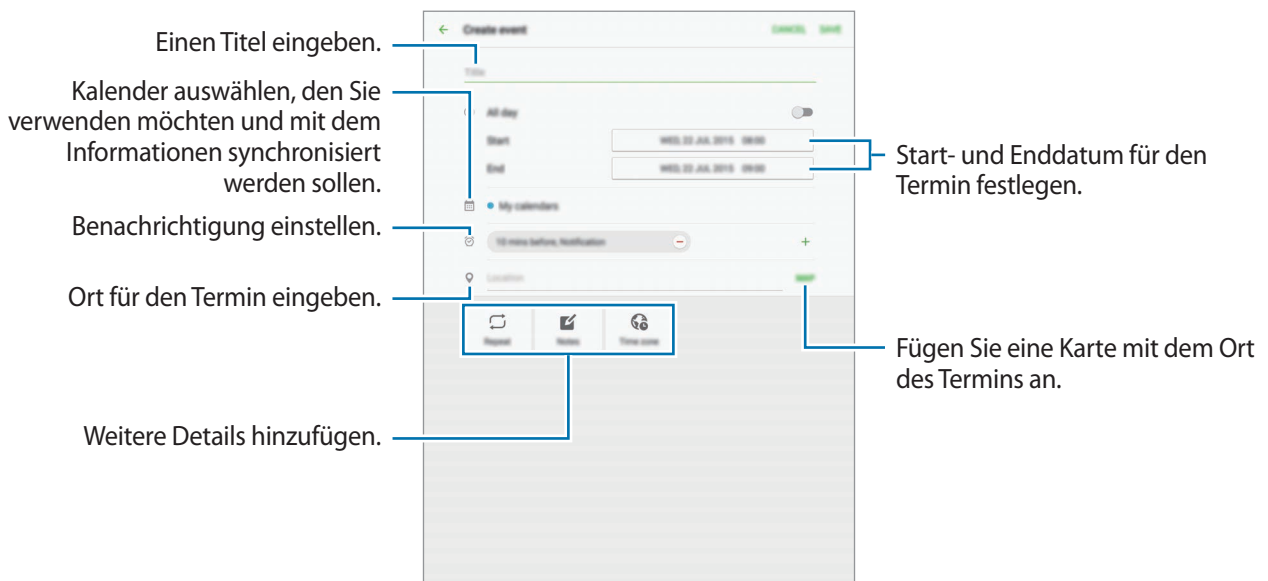 Einen Titel eingeben.
Kalender auswählen, den Sie
verwenden möchten und mit dem
Informationen synchronisiert
werden sollen.
Benachrichtigung einstellen.
Ort für den Termin eingeben.
Weitere Details hinzufügen.
Create event
CANCEL SAVE
Title
All day
Start WED, 22 JUL 2015 08:00
End WED, 22 JUL 2015 09:00
My calendars
10 mins before, Notification
Location MAP
Repeat Notes Time zone
Start- und Enddatum für den
Termin festlegen.
Fügen Sie eine Karte mit dem Ort
des Termins an.